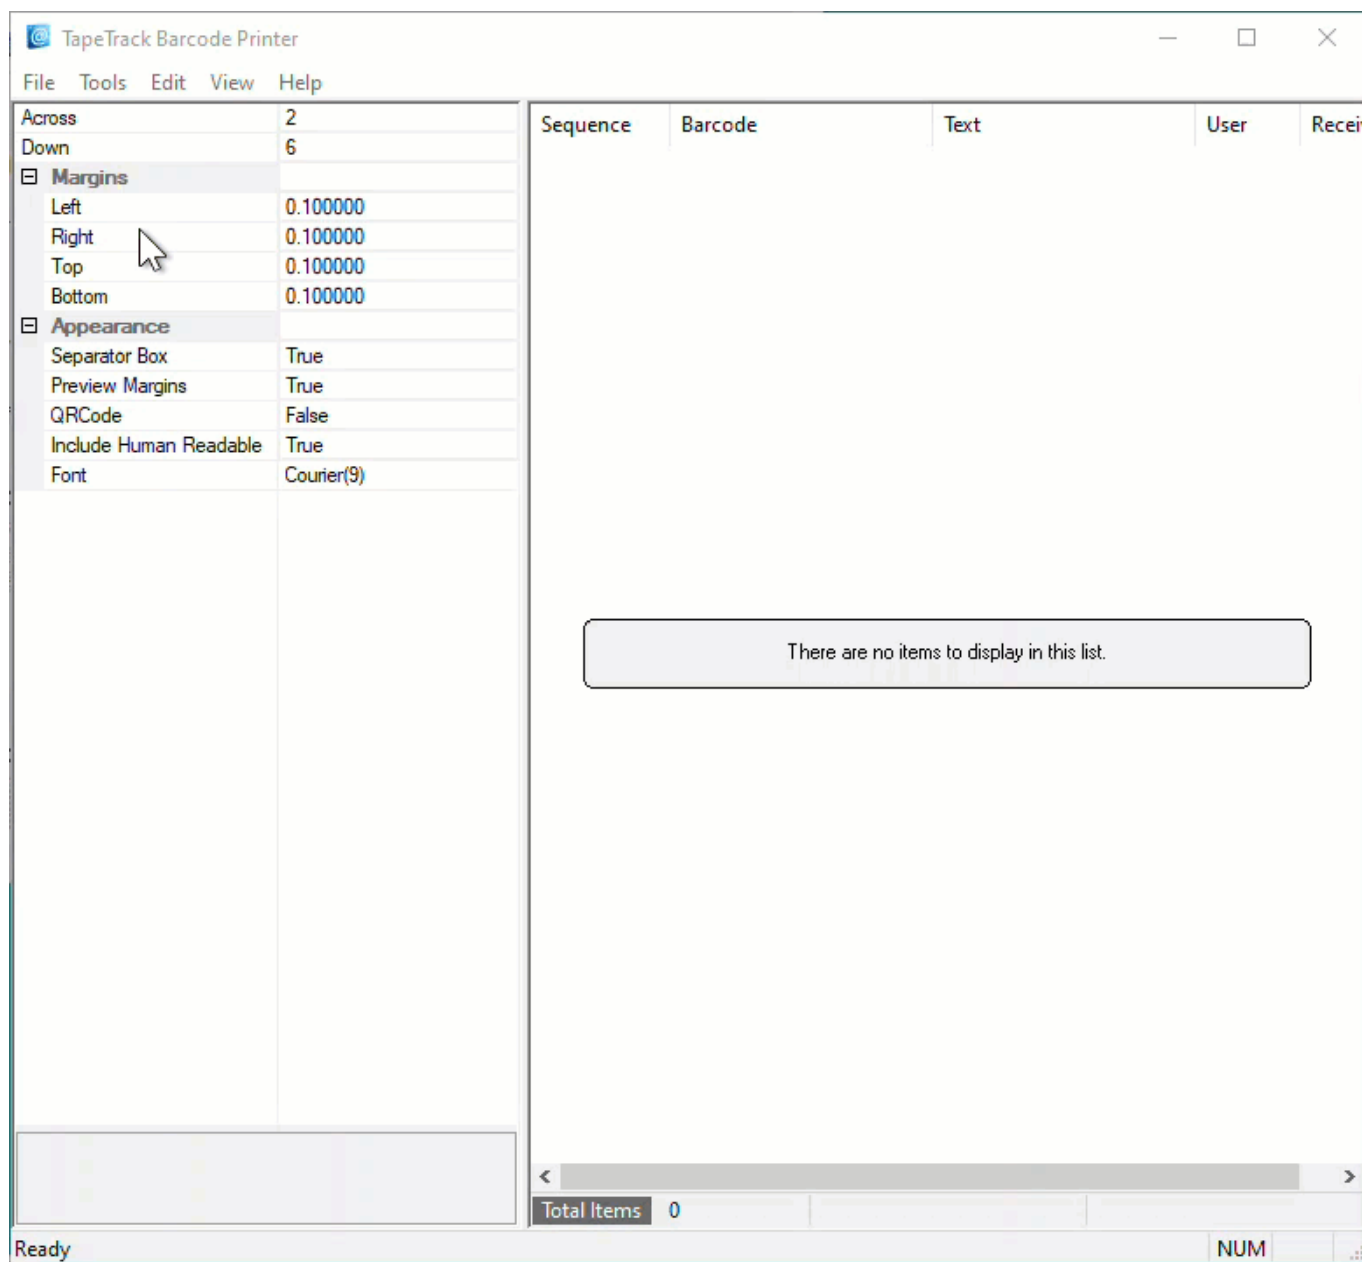 TapeTrack Barcode Printer
File Tools Edit View Help
Across 2
Down 6
Margins
Left 0.100000
Right 0.100000
Top 0.100000
Bottom 0.100000
Appearance
Separator Box True
Preview Margins True
QRCode False
Include Human Readable True
Font Courier(9)
Sequence Barcode Text User Recei
There are no items to display in this list.
Total Items 0
Ready NUM